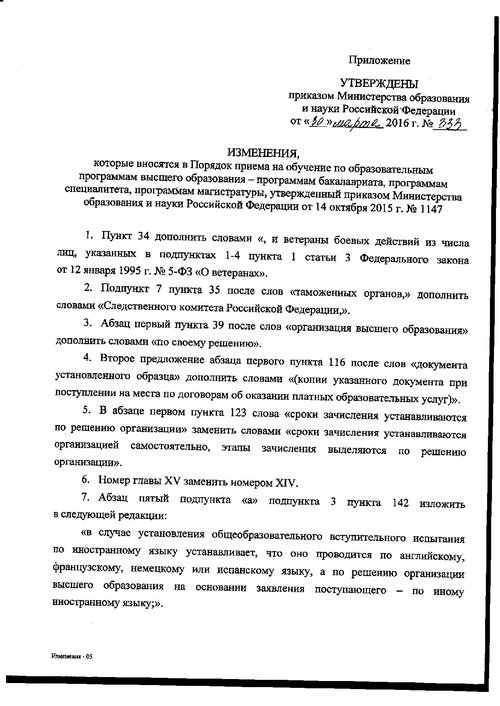 Приложение
УТВЕРЖДЕНЫ
приказом Министерства образования
и науки Российской Федерации
от «30» марта 2016 г. № 333
ИЗМЕНЕНИЯ,
которые вносятся в Порядок приема на обучение по образовательным
программам высшего образования – программам бакалавриата, программам
специалитета, программам магистратуры, утвержденный приказом Министерства
образования и науки Российской Федерации от 14 октября 2015 г. № 1147
1. Пункт 34 дополнить словами «, и ветераны боевых действий из числа
лиц, указанных в подпунктах 1-4 пункта 1 статьи 3 Федерального закона
от 12 января 1995 г. № 5-ФЗ «О ветеранах».
2. Подпункт 7 пункта 35 после слов «таможенных органов,» дополнить
словами «Следственного комитета Российской Федерации,».
3. Абзац первый пункта 39 после слов «организация высшего образования»
дополнить словами «по своему решению».
4. Второе предложение абзаца первого пункта 116 после слов «документа
установленного образца» дополнить словами «(копии указанного документа при
поступлении на места по договорам об оказании платных образовательных услуг)».
5. В абзаце первом пункта 123 слова «сроки зачисления устанавливаются
по решению организации» заменить словами «сроки зачисления устанавливаются
организацией самостоятельно, этапы зачисления выделяются по решению
организации».
6. Номер главы XV заменить номером XIV.
7. Абзац пятый подпункта «а» подпункта 3 пункта 142 изложить
в следующей редакции:
«в случае установления общеобразовательного вступительного испытания
по иностранному языку устанавливает, что оно проводится по английскому,
французскому, немецкому или испанскому языку, а по решению организации
высшего образования на основании заявления поступающего – по иному
иностранному языку;».
Изменения - 05